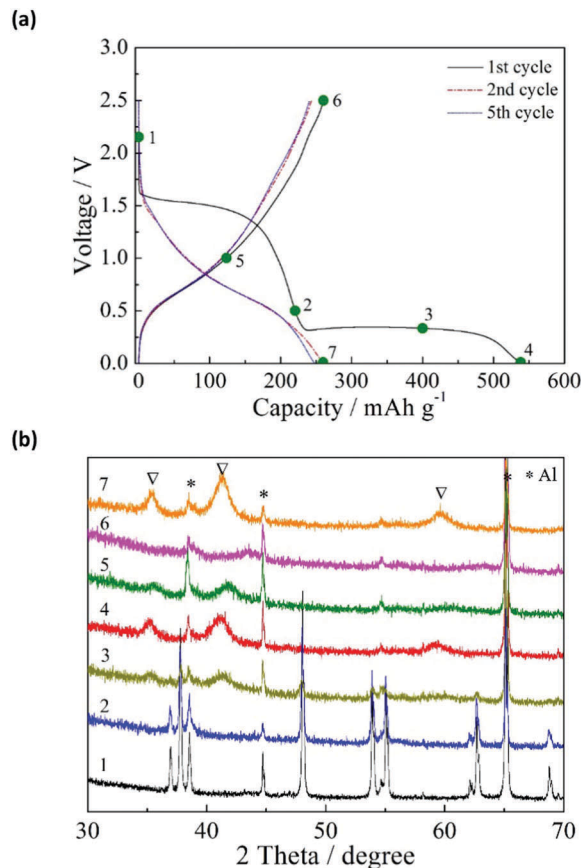 (a)
3.0
2.5
2.0
1.5
1.0
0.5
0.0
Voltage / V
1st cycle
2nd cycle
5th cycle
1
6
5
2
3
7
4
0 100 200 300 400 500 600
Capacity / mAh g⁻¹
(b)
7
6
5
4
3
2
1
▽ * ▽ * ▽ * * Al
30 40 50 60 70
2 Theta / degree